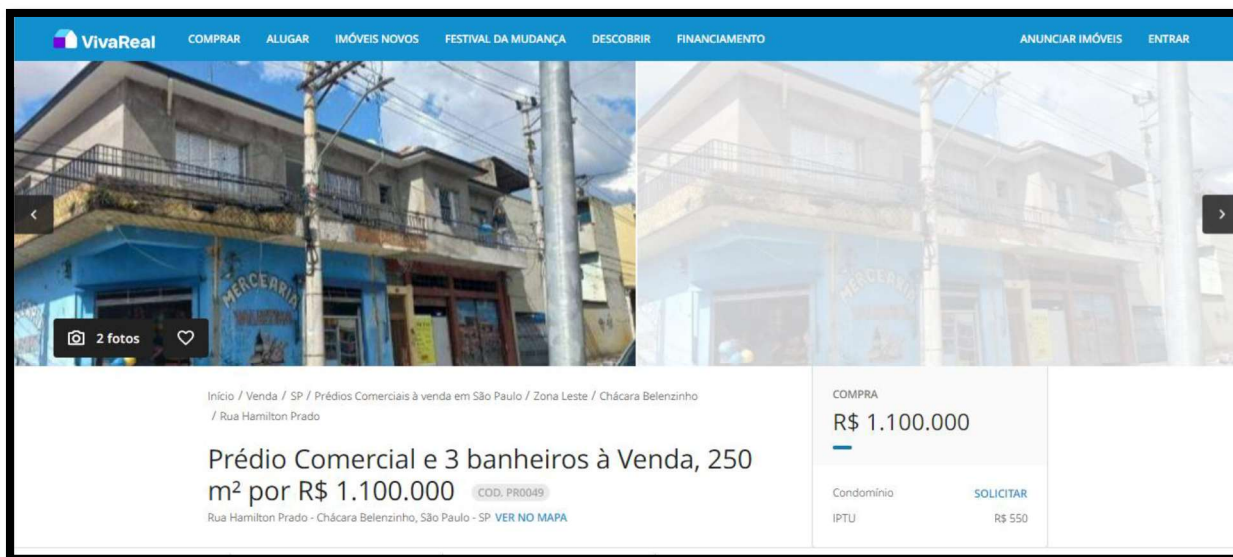 VivaReal COMPRAR ALUGAR IMÓVEIS NOVOS FESTIVAL DA MUDANÇA DESCOBRIR FINANCIAMENTO ANUNCIAR IMÓVEIS ENTRAR
MERCEARIA
2 fotos
Início / Venda / SP / Prédios Comerciais à venda em São Paulo / Zona Leste / Chácara Belenzinho
/ Rua Hamilton Prado
Prédio Comercial e 3 banheiros à Venda, 250
m² por R$ 1.100.000 COD. PR0049
Rua Hamilton Prado - Chácara Belenzinho, São Paulo - SP VER NO MAPA
COMPRA
R$ 1.100.000
Condomínio SOLICITAR
IPTU R$ 550